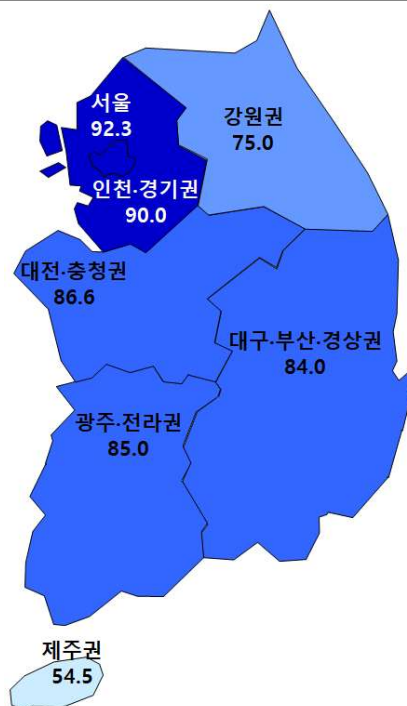 서울
92.3
강원권
75.0
인천·경기권
90.0
대전·충청권
86.6
대구·부산·경상권
84.0
광주·전라권
85.0
제주권
54.5